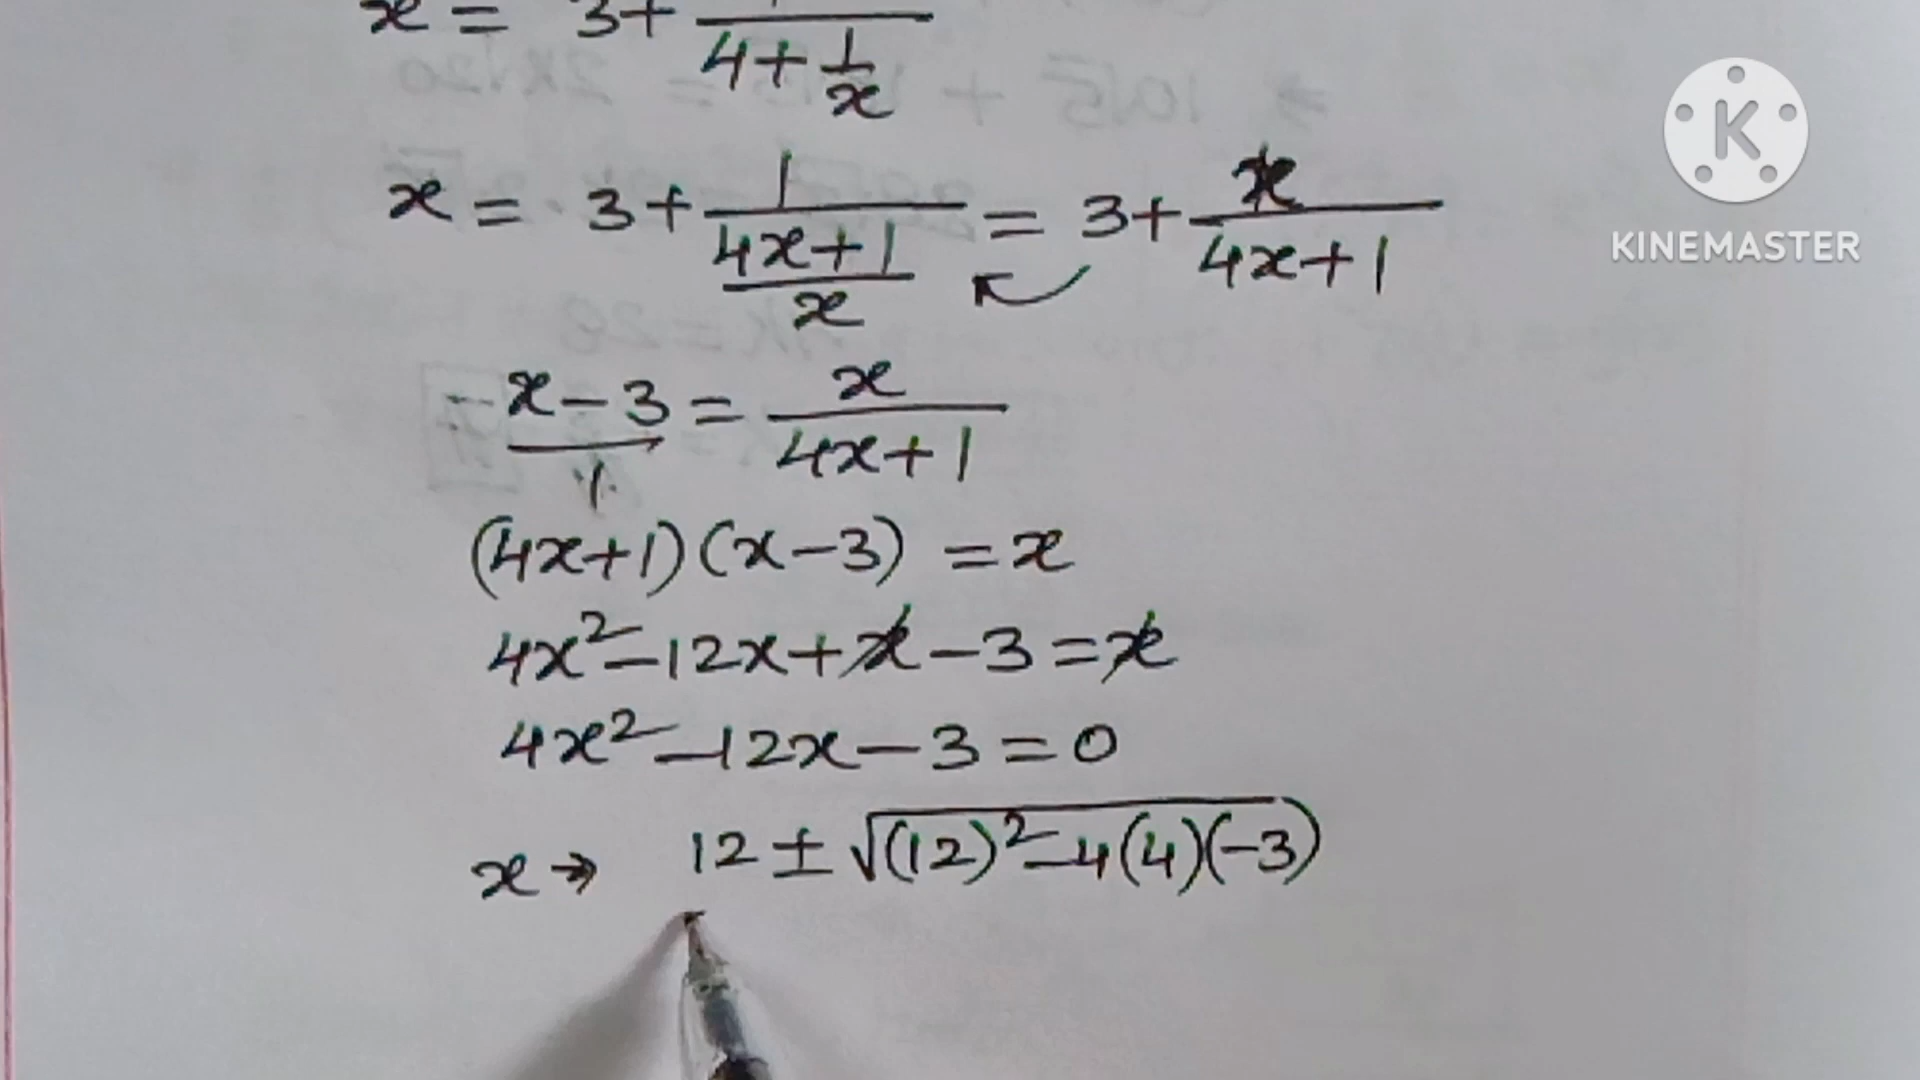 x = 3+ 1/(4+1/x)
x = 3+ 1/((4x+1)/x) = 3+ x/(4x+1)
(x-3)/1 = x/(4x+1)
(4x+1)(x-3) = x
4x²-12x+x-3=x
4x²-12x-3=0
x → 12±√((12)²-4(4)(-3))
K
KINEMASTER